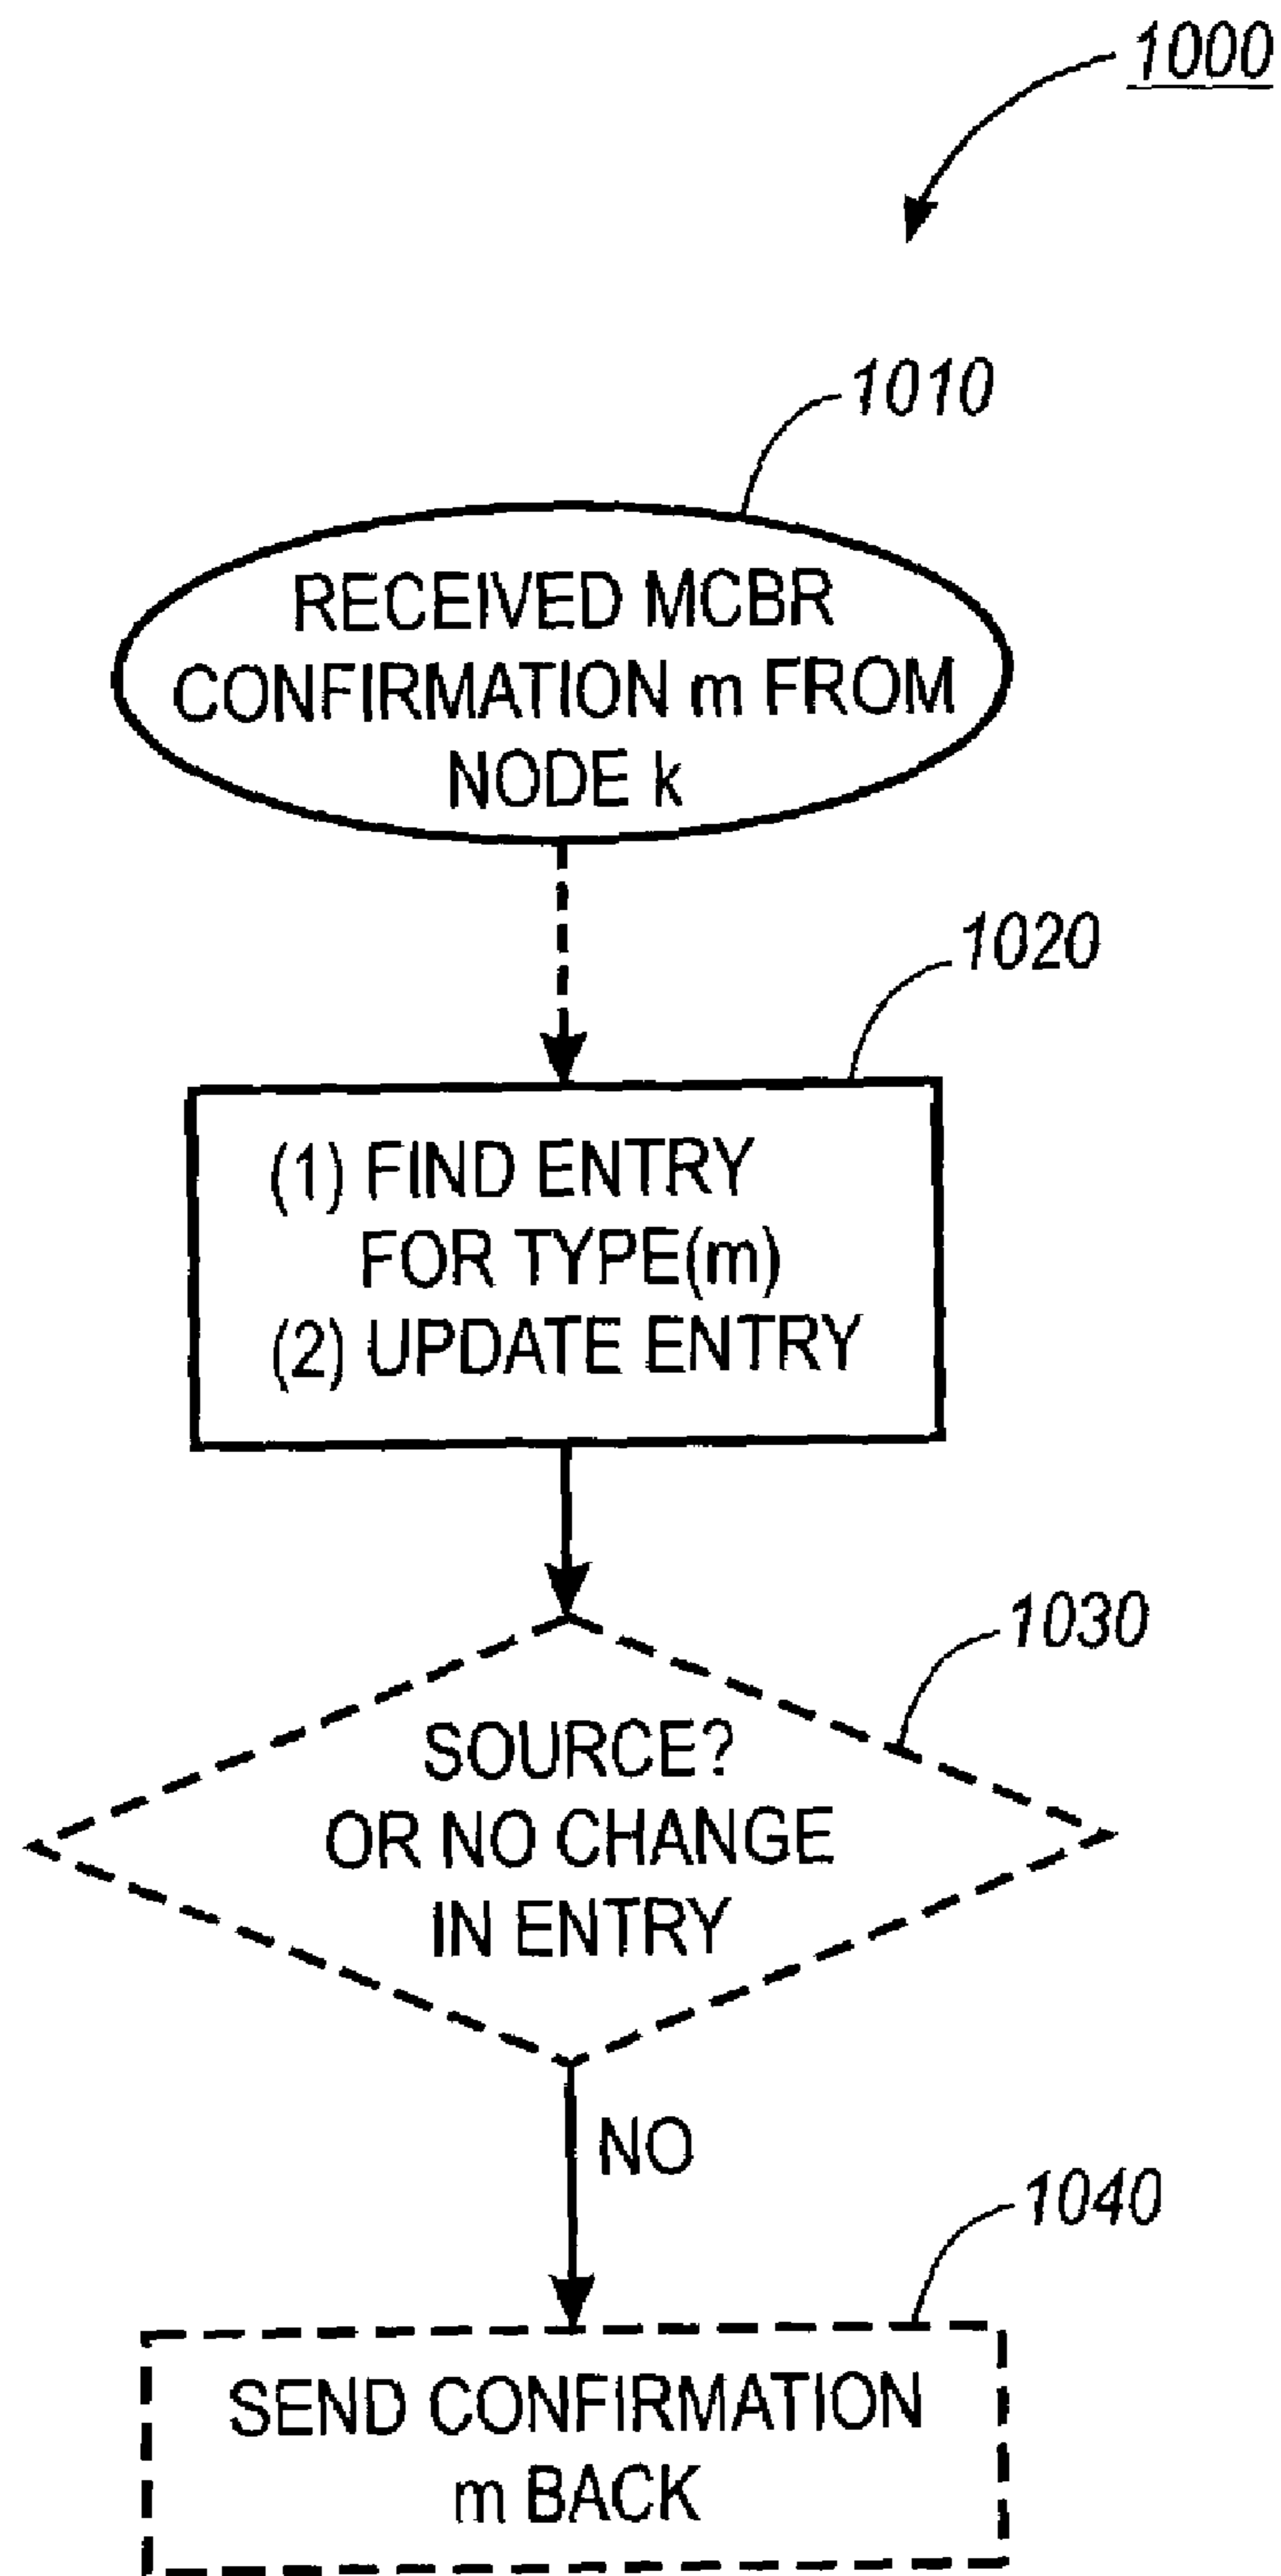 1000
1010
RECEIVED MCBR
CONFIRMATION m FROM
NODE k
1020
(1) FIND ENTRY
FOR TYPE(m)
(2) UPDATE ENTRY
1030
SOURCE?
OR NO CHANGE
IN ENTRY
NO
1040
SEND CONFIRMATION
m BACK